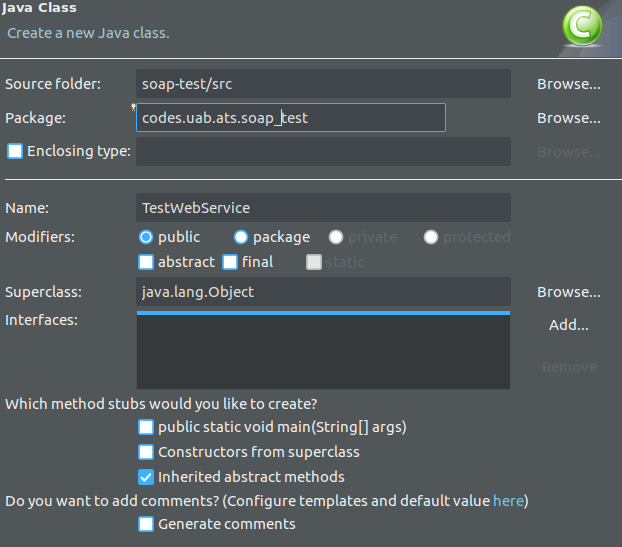 Java Class
Create a new Java class.
C
Source folder: soap-test/src Browse...
Package: codes.uab.ats.soap_test Browse...
Enclosing type: Browse...
Name: TestWebService
Modifiers: public package private protected
abstract final static
Superclass: java.lang.Object Browse...
Interfaces: Add...
Remove
Which method stubs would you like to create?
public static void main(String[] args)
Constructors from superclass
Inherited abstract methods
Do you want to add comments? (Configure templates and default value here)
Generate comments